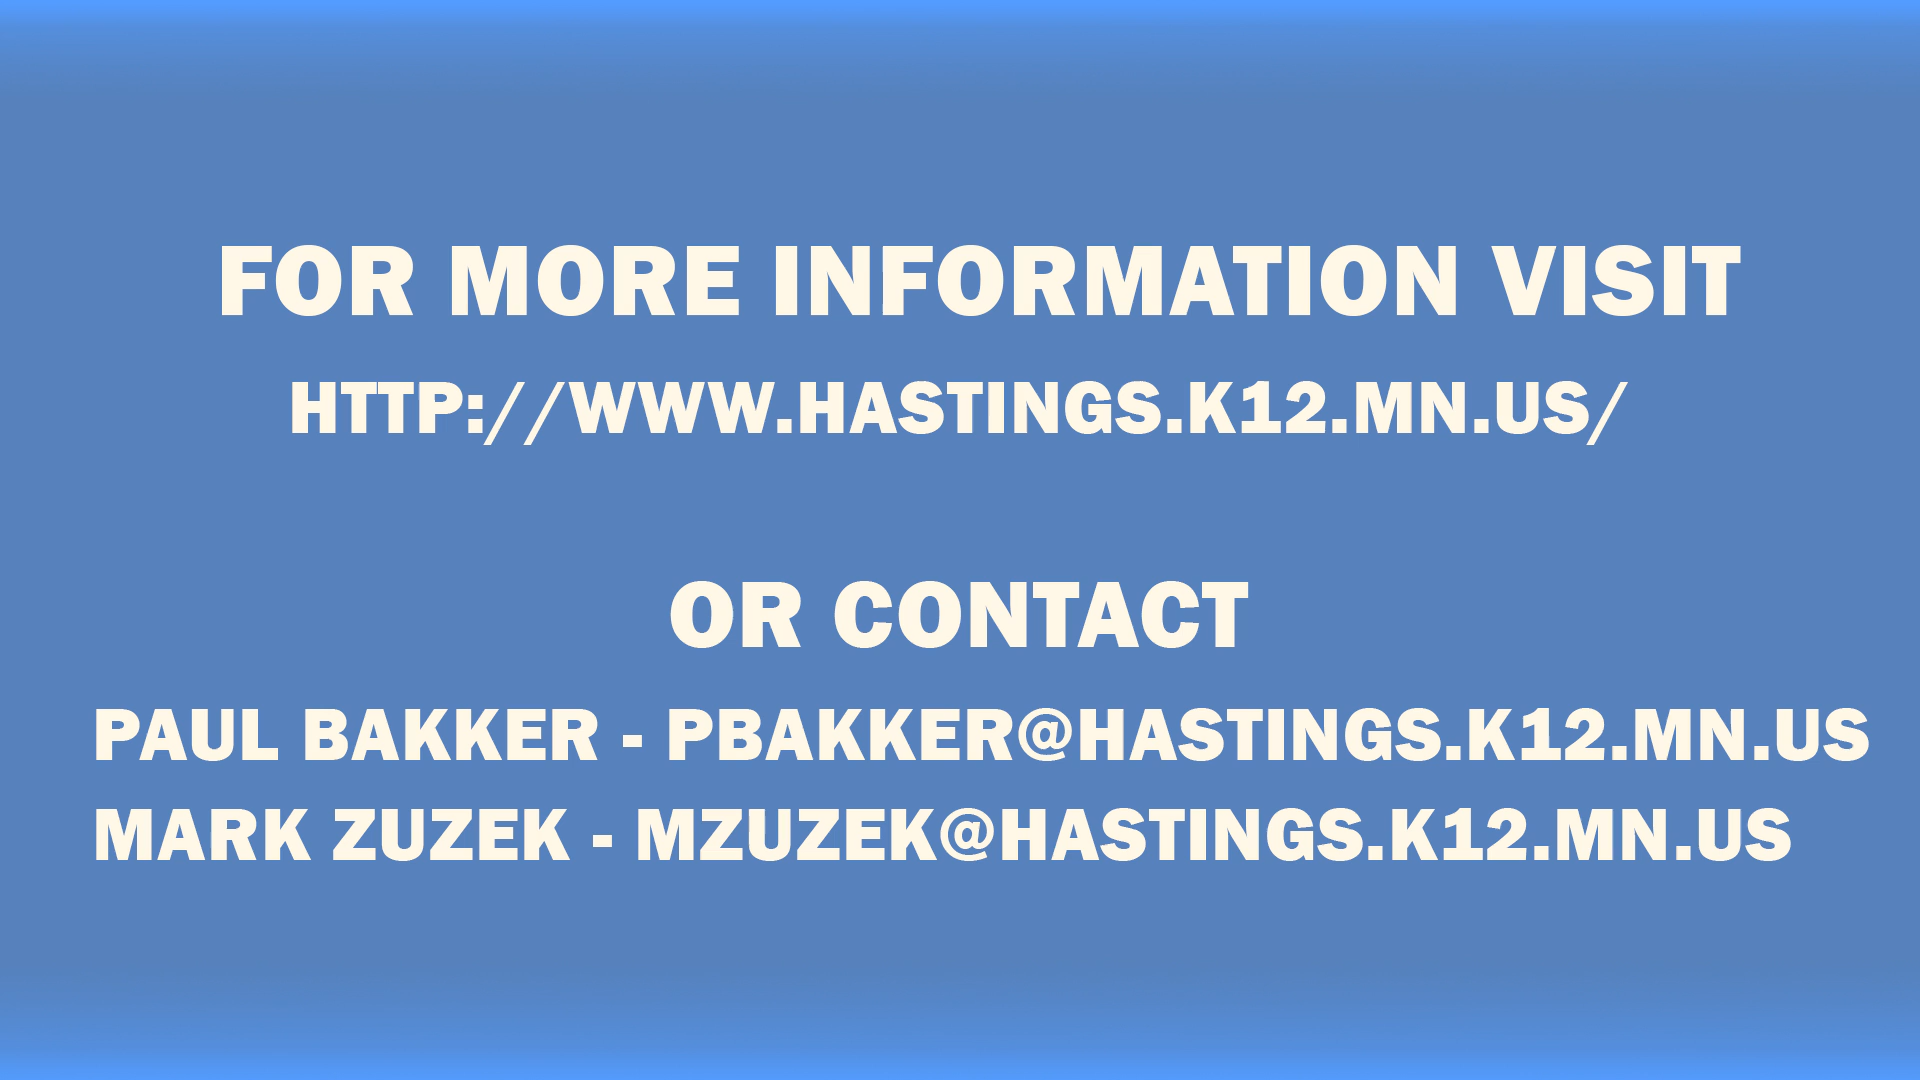 FOR MORE INFORMATION VISIT
HTTP://WWW.HASTINGS.K12.MN.US/
OR CONTACT
PAUL BAKKER - PBAKKER@HASTINGS.K12.MN.US
MARK ZUZEK - MZUZEK@HASTINGS.K12.MN.US